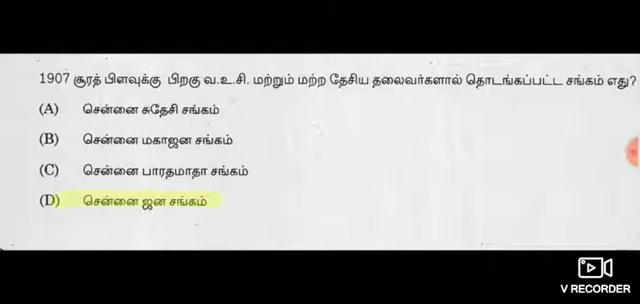 1907 சூரத் பிளவுக்கு பிறகு வ.உ.சி. மற்றும் மற்ற தேசிய தலைவர்களால் தொடங்கப்பட்ட சங்கம் எது?
(A) சென்னை சுதேசி சங்கம்
(B) சென்னை மகாஜன சங்கம்
(C) சென்னை பாரதமாதா சங்கம்
(D) சென்னை ஜன சங்கம்
V RECORDER